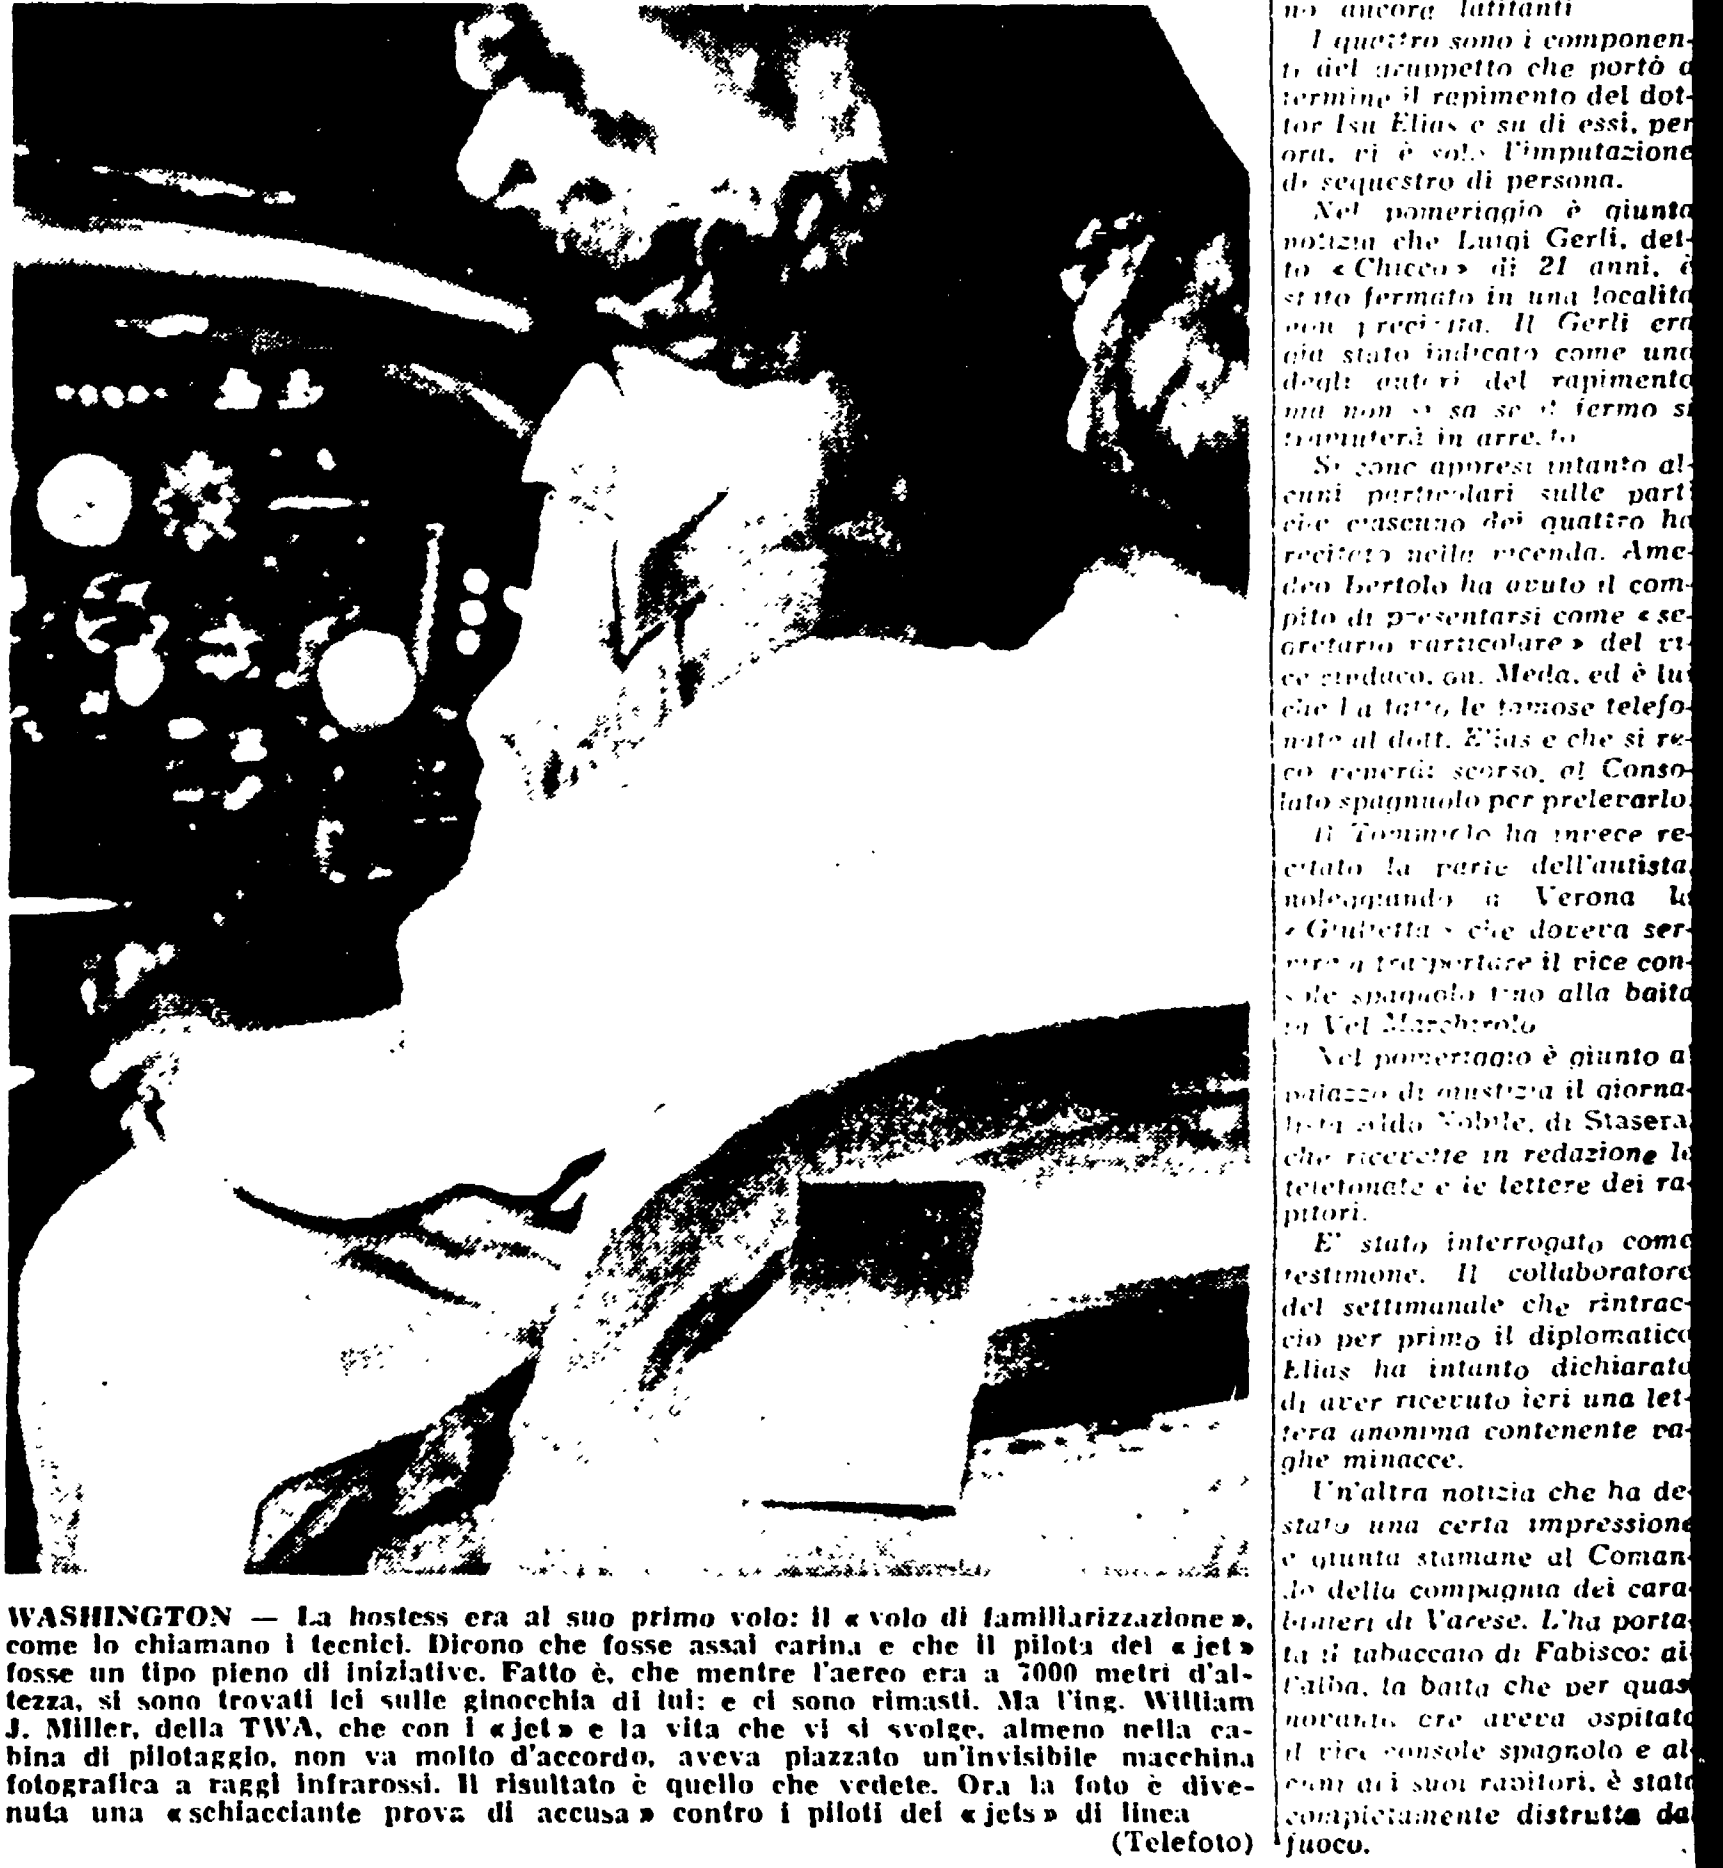 WASHINGTON — La hostess era al suo primo volo: il « volo di familiarizzazione »,
come lo chiamano i tecnici. Dicono che fosse assai carina e che il pilota del « jet »
fosse un tipo pieno di iniziative. Fatto è, che mentre l'aereo era a 7000 metri d'al-
tezza, si sono trovati lei sulle ginocchia di lui: e ci sono rimasti. Ma l'ing. William
J. Miller, della TWA, che con i « jet » e la vita che vi si svolge, almeno nella ca-
bina di pilotaggio, non va molto d'accordo, aveva piazzato un'invisibile macchina
fotografica a raggi infrarossi. Il risultato è quello che vedete. Ora la foto è dive-
nuta una « schiacciante prova di accusa » contro i piloti dei « jets » di linea
(Telefoto)
no ancora latitanti
I quattro sono i componen-
ti del gruppetto che portò a
termine il rapimento del dot-
tor Isu Elias e su di essi, per
ora, vi è solo l'imputazione
di sequestro di persona.
Nel pomeriggio è giunta
notizia che Luigi Gerli, det-
to « Chicco » di 21 anni, è
stato fermato in una località
non precisata. Il Gerli era
già stato indicato come uno
degli autori del rapimento
ma non si sa se il fermo si
tramuterà in arresto
Si sono appresi intanto al-
cuni particolari sulle parti
che ciascuno dei quattro ha
recitato nella vicenda. Ame-
deo Bertolo ha avuto il com-
pito di presentarsi come « se-
gretario particolare » del vi-
ce sindaco, on. Meda, ed è lui
che ha fatto le famose telefo-
nate al dott. Elias e che si re-
cò venerdì scorso, al Conso-
lato spagnuolo per prelevarlo.
Il Tomiolo ha invece re-
citato la parte dell'autista,
noleggiando a Verona la
« Giulietta » che doveva ser-
vire a trasportare il vice con-
sole spagnolo fino alla baita
in Val Marchirolo
Nel pomeriggio è giunto a
palazzo di giustizia il giorna-
lista Aldo Nobile, di Stasera,
che ricevette in redazione le
telefonate e le lettere dei ra-
pitori.
E' stato interrogato come
testimone. Il collaboratore
del settimanale che rintrac-
ciò per primo il diplomatico
Elias ha intanto dichiarato
di aver ricevuto ieri una let-
tera anonima contenente va-
ghe minacce.
Un'altra notizia che ha de-
stato una certa impressione
è giunta stamane al Coman-
do della compagnia dei cara-
binieri di Varese. L'ha porta-
ta il tabaccaio di Fabisco: al-
l'alba, la baita che per quasi
novanta ore aveva ospitato
il vice console spagnolo e al-
cuni dei suoi rapitori, è stata
completamente distrutta dal
fuoco.